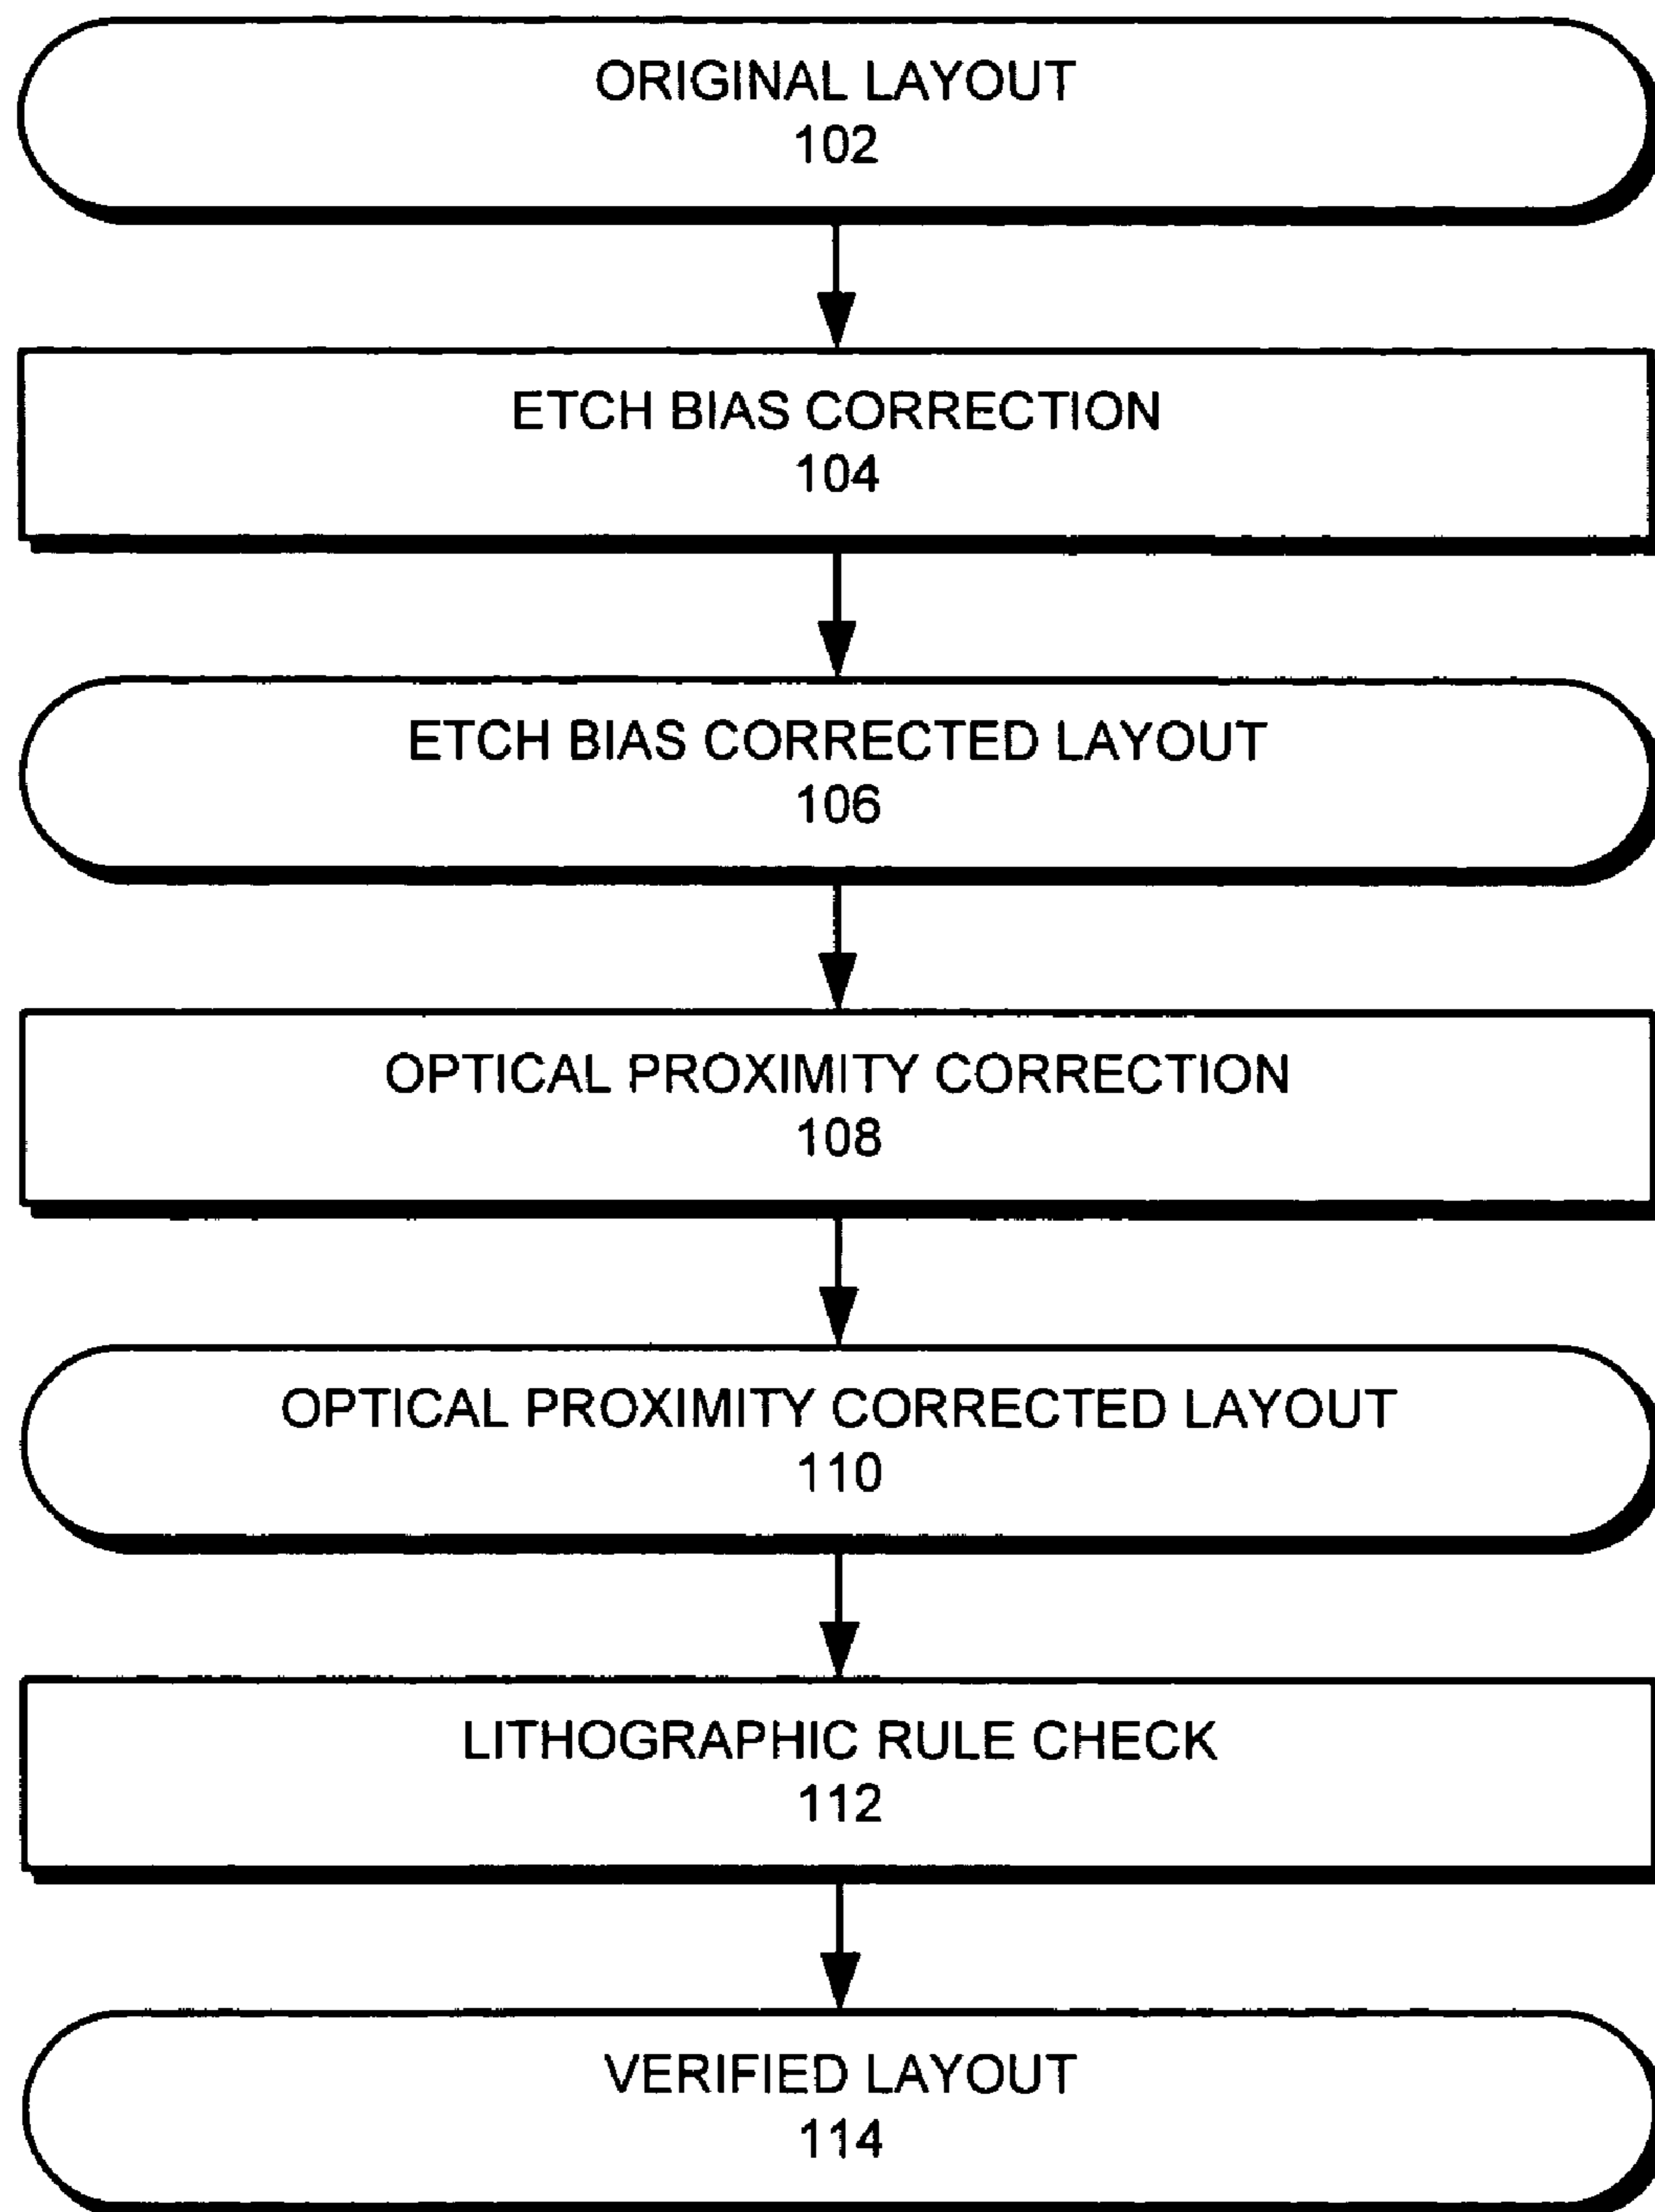 ORIGINAL LAYOUT
102
ETCH BIAS CORRECTION
104
ETCH BIAS CORRECTED LAYOUT
106
OPTICAL PROXIMITY CORRECTION
108
OPTICAL PROXIMITY CORRECTED LAYOUT
110
LITHOGRAPHIC RULE CHECK
112
VERIFIED LAYOUT
114